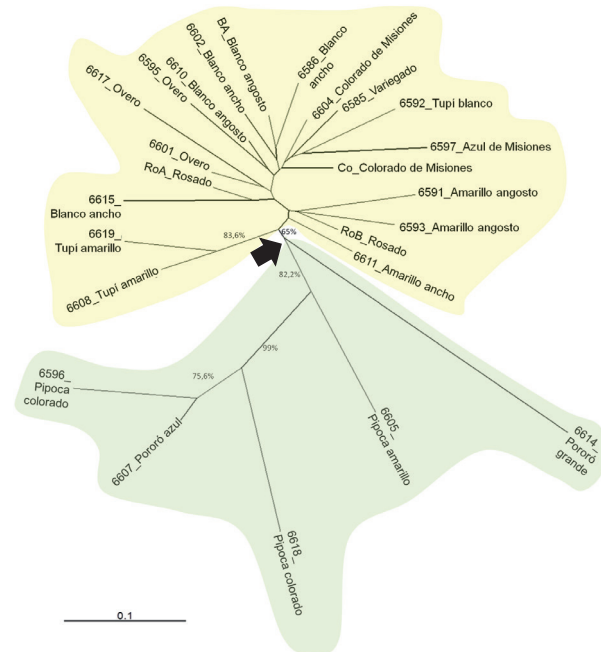 BA_Blanco angosto
6602_Blanco ancho
6610_Blanco angosto
6595_Overo
6617_Overo
6586_Blanco
ancho
6604_Colorado de Misiones
6585_Variegado
6592_Tupi blanco
6597_Azul de Misiones
Co_Colorado de Misiones
6601_Overo
RoA_Rosado
6591_Amarillo angosto
6615_
Blanco ancho
6593_Amarillo angosto
RoB_Rosado
6619_
Tupí amarillo
83,6%
65%
6611_Amarillo ancho
6608_Tupí amarillo
82,2%
99%
75,6%
6596_
Pipoca
colorado
6607_Pororó azul
6605_
Pipoca amarillo
6614_
Pororó
grande
6618_
Pipoca colorado
0.1